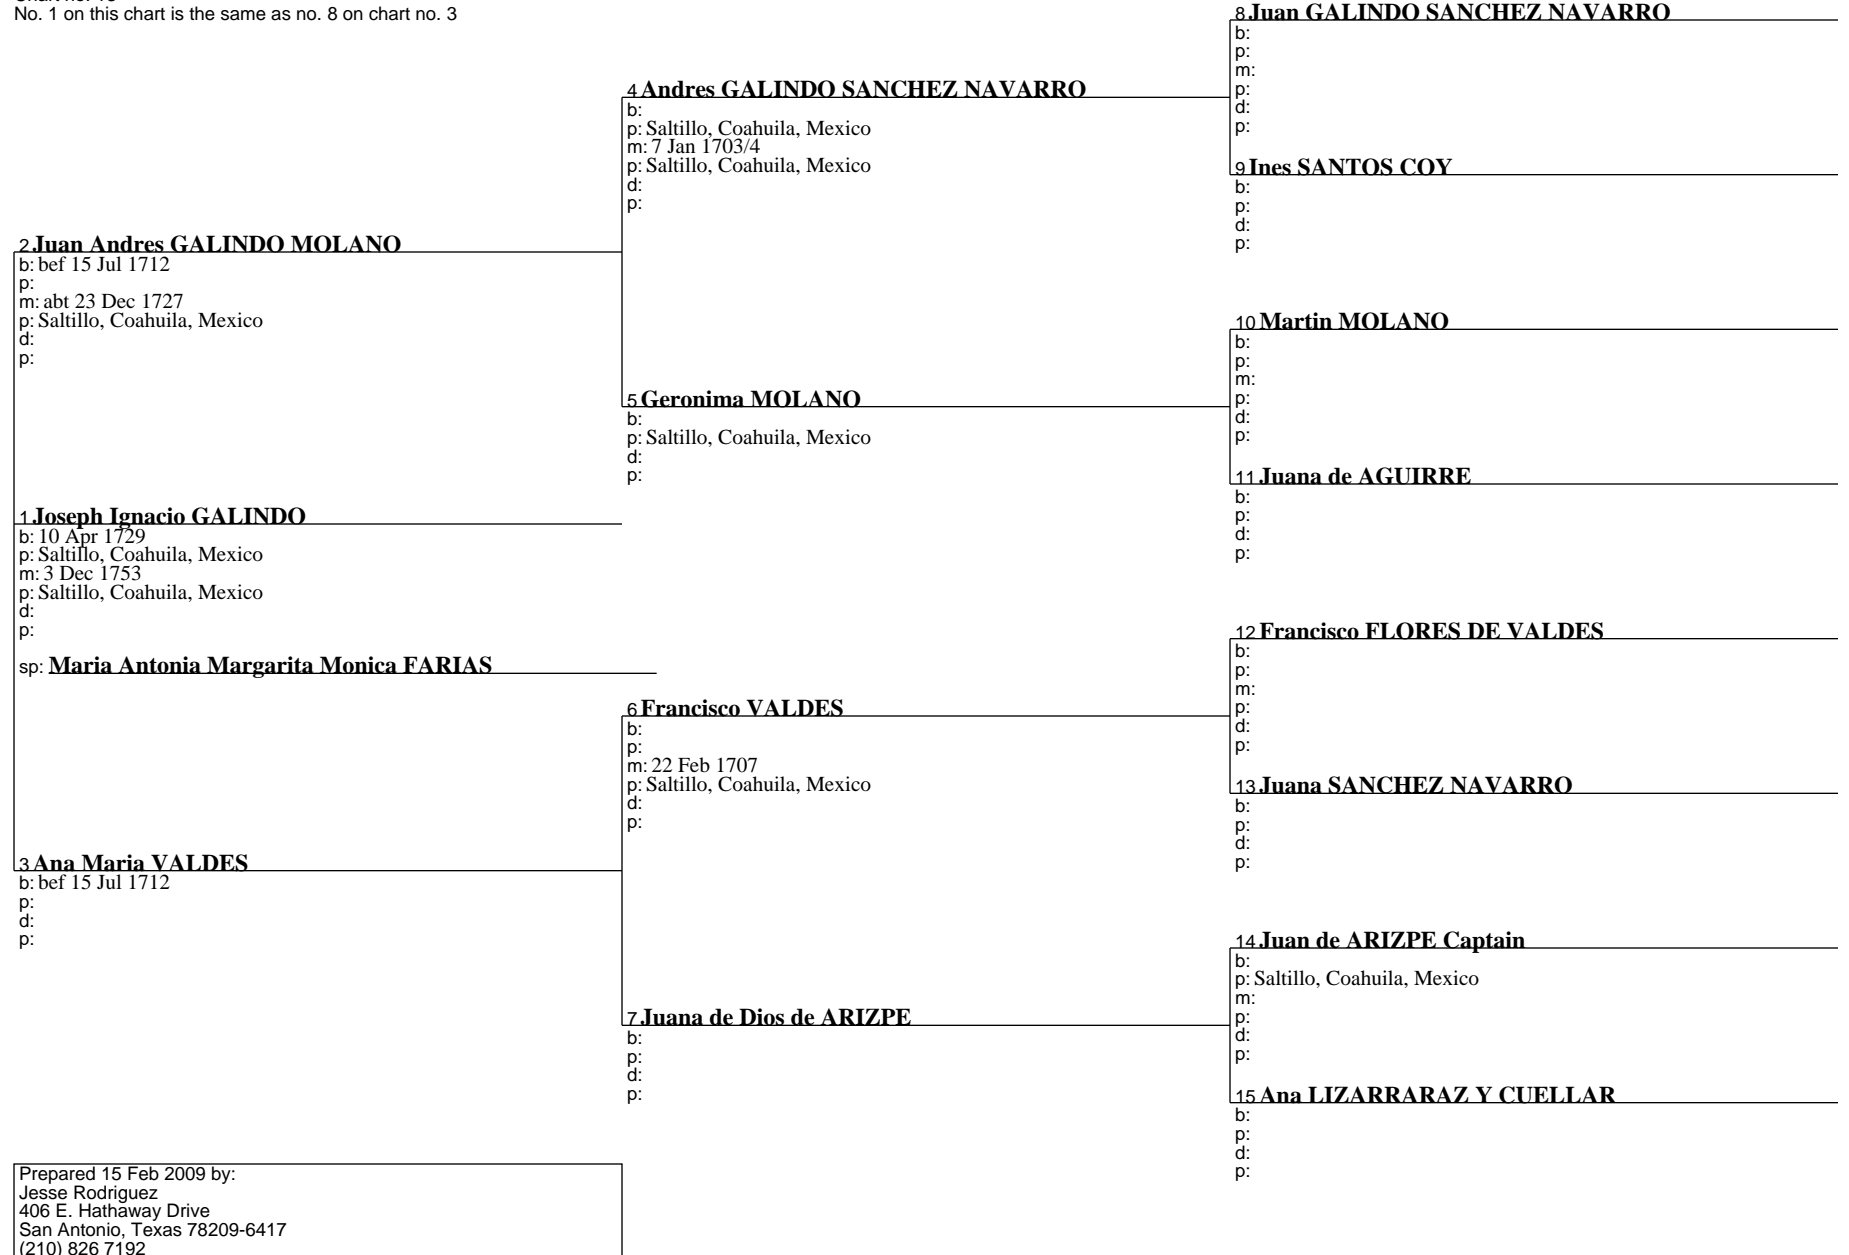 No. 1 on this chart is the same as no. 8 on chart no. 3
8 Juan GALINDO SANCHEZ NAVARRO
b:
p:
m:
p:
d:
p:
4 Andres GALINDO SANCHEZ NAVARRO
b:
p: Saltillo, Coahuila, Mexico
m: 7 Jan 1703/4
p: Saltillo, Coahuila, Mexico
d:
p:
9 Ines SANTOS COY
b:
p:
d:
p:
2 Juan Andres GALINDO MOLANO
b: bef 15 Jul 1712
p:
m: abt 23 Dec 1727
p: Saltillo, Coahuila, Mexico
d:
p:
10 Martin MOLANO
b:
p:
m:
p:
d:
p:
5 Geronima MOLANO
b:
p: Saltillo, Coahuila, Mexico
d:
p:
11 Juana de AGUIRRE
b:
p:
d:
p:
1 Joseph Ignacio GALINDO
b: 10 Apr 1729
p: Saltillo, Coahuila, Mexico
m: 3 Dec 1753
p: Saltillo, Coahuila, Mexico
d:
p:
sp: Maria Antonia Margarita Monica FARIAS
12 Francisco FLORES DE VALDES
b:
p:
m:
p:
d:
p:
6 Francisco VALDES
b:
p:
m: 22 Feb 1707
p: Saltillo, Coahuila, Mexico
d:
p:
13 Juana SANCHEZ NAVARRO
b:
p:
d:
p:
3 Ana Maria VALDES
b: bef 15 Jul 1712
p:
d:
p:
14 Juan de ARIZPE Captain
b:
p: Saltillo, Coahuila, Mexico
m:
p:
d:
p:
7 Juana de Dios de ARIZPE
b:
p:
d:
p:
15 Ana LIZARRARAZ Y CUELLAR
b:
p:
d:
p:
Prepared 15 Feb 2009 by:
Jesse Rodriguez
406 E. Hathaway Drive
San Antonio, Texas 78209-6417
(210) 826 7192